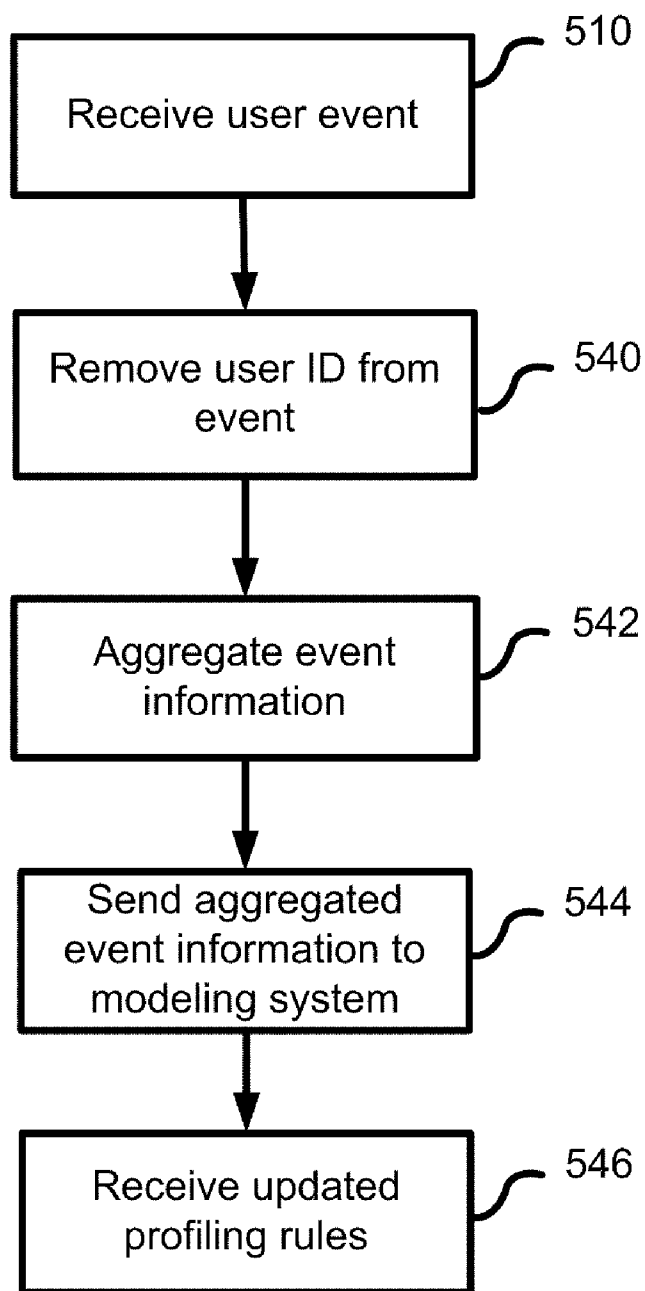 510
Receive user event
540
Remove user ID from
event
542
Aggregate event
information
544
Send aggregated
event information to
modeling system
546
Receive updated
profiling rules